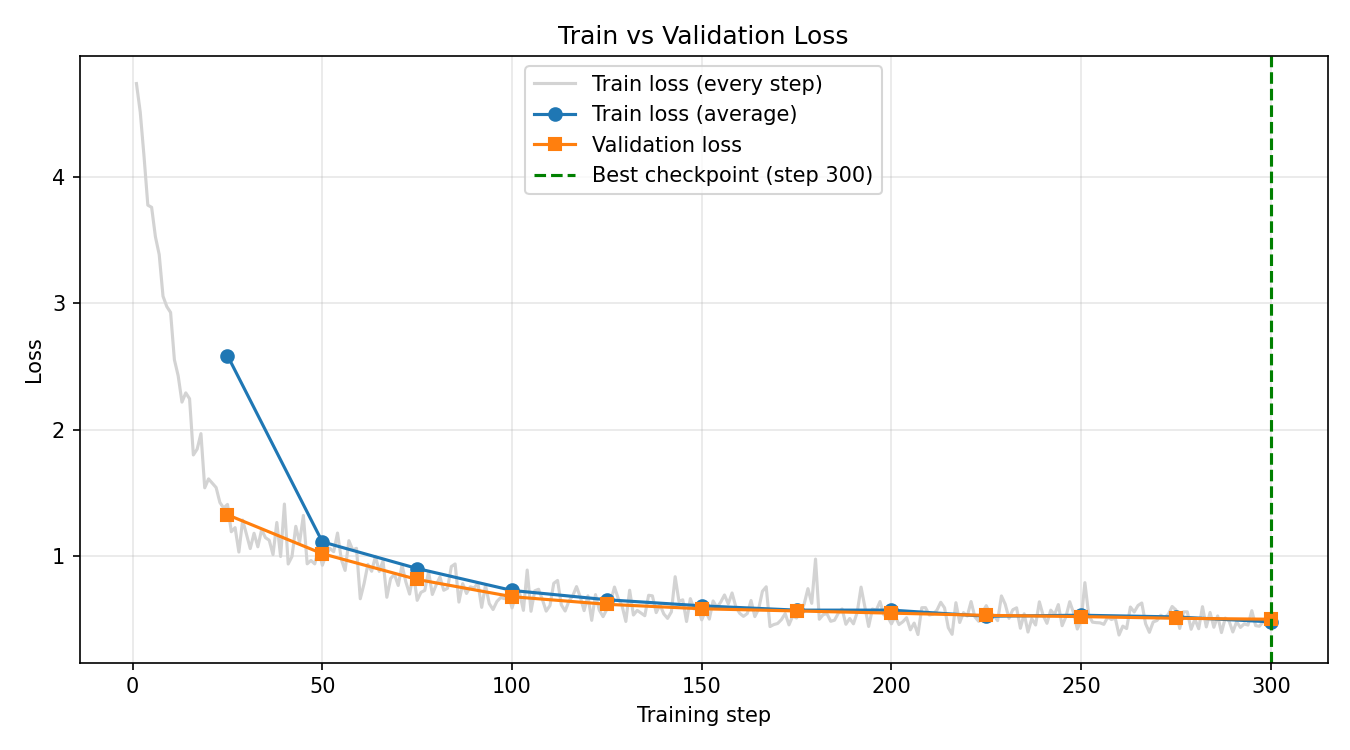 Train vs Validation Loss
Train loss (every step)
Train loss (average)
Validation loss
Best checkpoint (step 300)
Loss
4
3
2
1
0 50 100 150 200 250 300
Training step